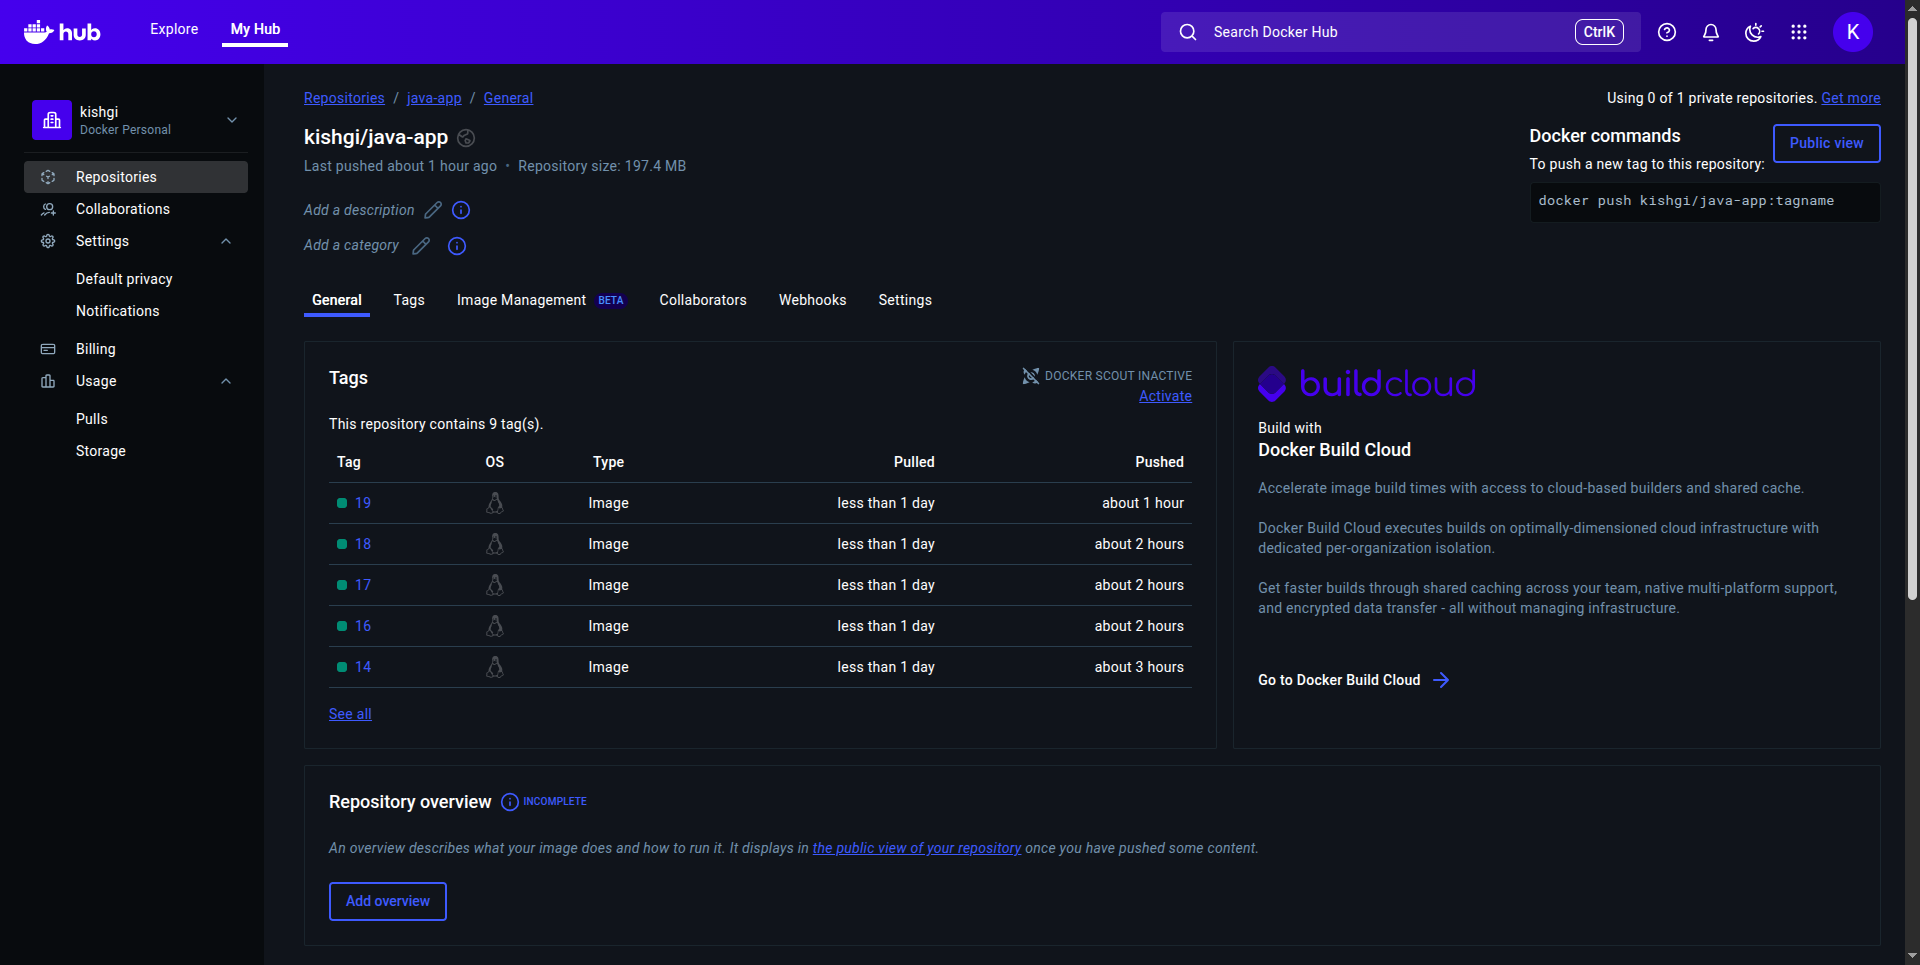 hub
Explore
My Hub
Search Docker Hub
CtrlK
K
kishgi
Docker Personal
Repositories
Collaborations
Settings
Default privacy
Notifications
Billing
Usage
Pulls
Storage
Repositories / java-app / General
Using 0 of 1 private repositories. Get more
kishgi/java-app
Last pushed about 1 hour ago • Repository size: 197.4 MB
Add a description
Add a category
Docker commands
Public view
To push a new tag to this repository:
docker push kishgi/java-app:tagname
General Tags Image Management BETA Collaborators Webhooks Settings
Tags
DOCKER SCOUT INACTIVE
Activate
This repository contains 9 tag(s).
Tag OS Type Pulled Pushed
19 Image less than 1 day about 1 hour
18 Image less than 1 day about 2 hours
17 Image less than 1 day about 2 hours
16 Image less than 1 day about 2 hours
14 Image less than 1 day about 3 hours
See all
buildcloud
Build with
Docker Build Cloud
Accelerate image build times with access to cloud-based builders and shared cache.
Docker Build Cloud executes builds on optimally-dimensioned cloud infrastructure with
dedicated per-organization isolation.
Get faster builds through shared caching across your team, native multi-platform support,
and encrypted data transfer - all without managing infrastructure.
Go to Docker Build Cloud
Repository overview INCOMPLETE
An overview describes what your image does and how to run it. It displays in the public view of your repository once you have pushed some content.
Add overview